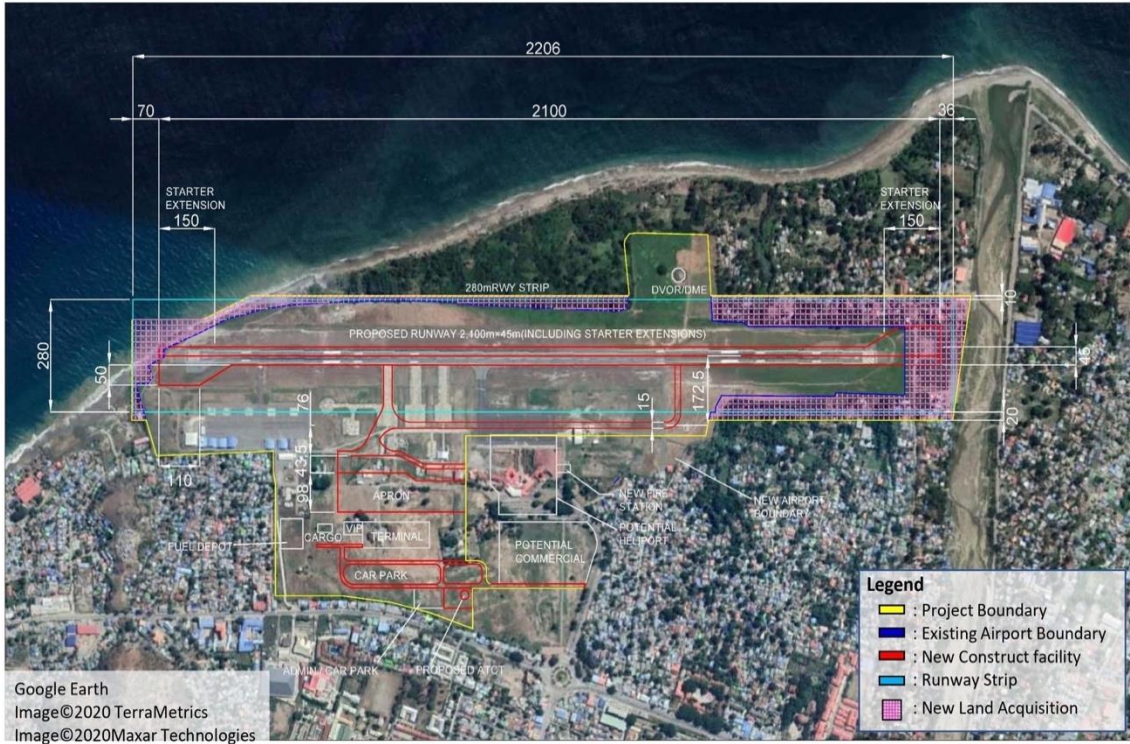 2206
70
2100
36
STARTER
EXTENSION
150
STARTER
EXTENSION
150
DVOR/DME
280mRWY STRIP
10
PROPOSED RUNWAY 2,100m×45m(INCLUDING STARTER EXTENSIONS)
280
50
45
172.5
15
76
20
43.5
110
98
APRON
NEW FIRE
STATION
NEW AIRPORT
BOUNDARY
POTENTIAL
HELIPORT
FUEL DEPOT
CARGO
VIP
TERMINAL
POTENTIAL
COMMERCIAL
CAR PARK
ADMIN / CAR PARK
PROPOSED ATCT
Legend
: Project Boundary
: Existing Airport Boundary
: New Construct facility
: Runway Strip
: New Land Acquisition
Google Earth
Image©2020 TerraMetrics
Image©2020Maxar Technologies